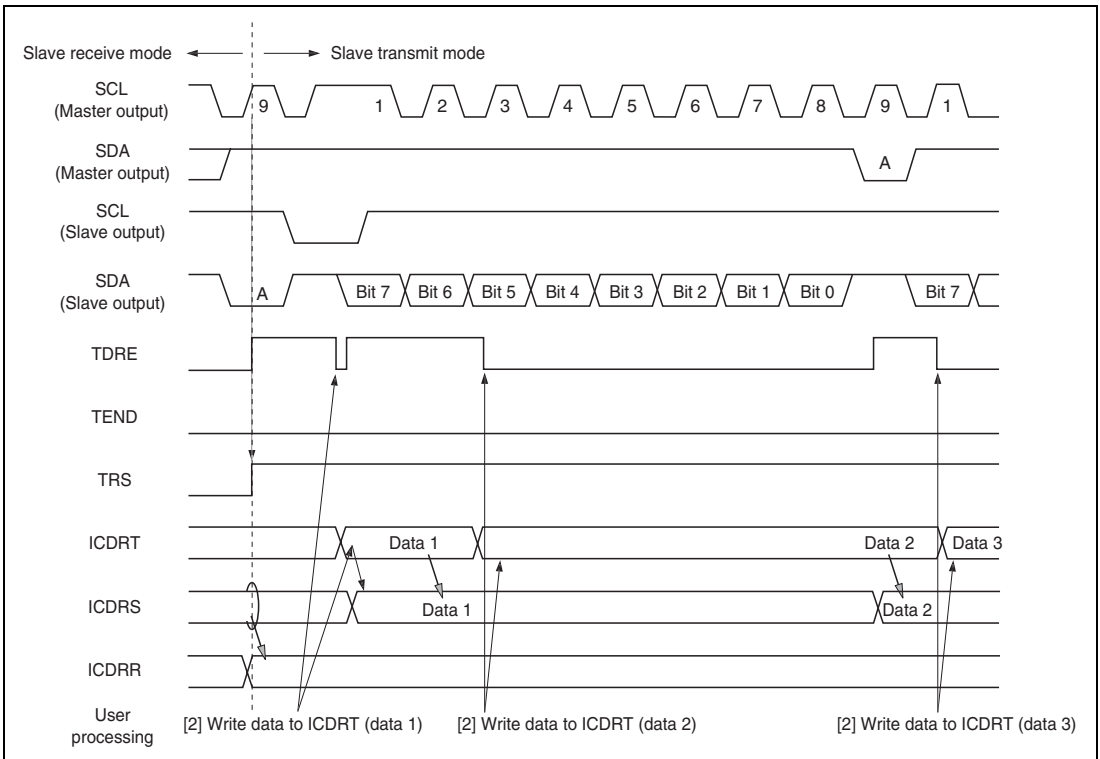 Slave receive mode Slave transmit mode
SCL
(Master output)
9 1 2 3 4 5 6 7 8 9 1
SDA
(Master output)
A
SCL
(Slave output)
SDA
(Slave output)
A Bit 7 Bit 6 Bit 5 Bit 4 Bit 3 Bit 2 Bit 1 Bit 0 Bit 7
TDRE
TEND
TRS
ICDRT Data 1 Data 2 Data 3
ICDRS Data 1 Data 2
ICDRR
User
processing
[2] Write data to ICDRT (data 1) [2] Write data to ICDRT (data 2) [2] Write data to ICDRT (data 3)